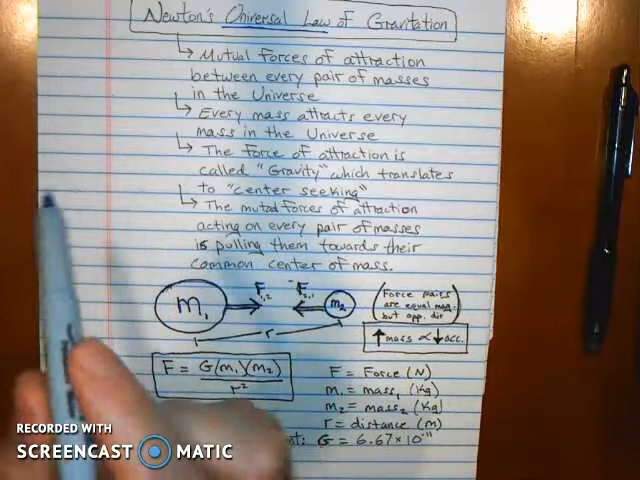 Newton's Universal Law of Gravitation
↳ Mutual forces of attraction
between every pair of masses
in the Universe
↳ Every mass attracts every
mass in the Universe
↳ The force of attraction is
called "Gravity" which translates
to "center seeking"
↳ The mutual forces of attraction
acting on every pair of masses
is pulling them towards their
common center of mass.
m₁ F₁,₂ -F₂,₁ m₂
r
(Force pairs
are equal mag.
but opp. dir)
↑mass ∝ ↓acc.
F = G(m₁)(m₂) / r²
F = Force (N)
m₁ = mass₁ (Kg)
m₂ = mass₂ (Kg)
r = distance (m)
G = 6.67×10⁻¹¹
RECORDED WITH
SCREENCAST MATIC